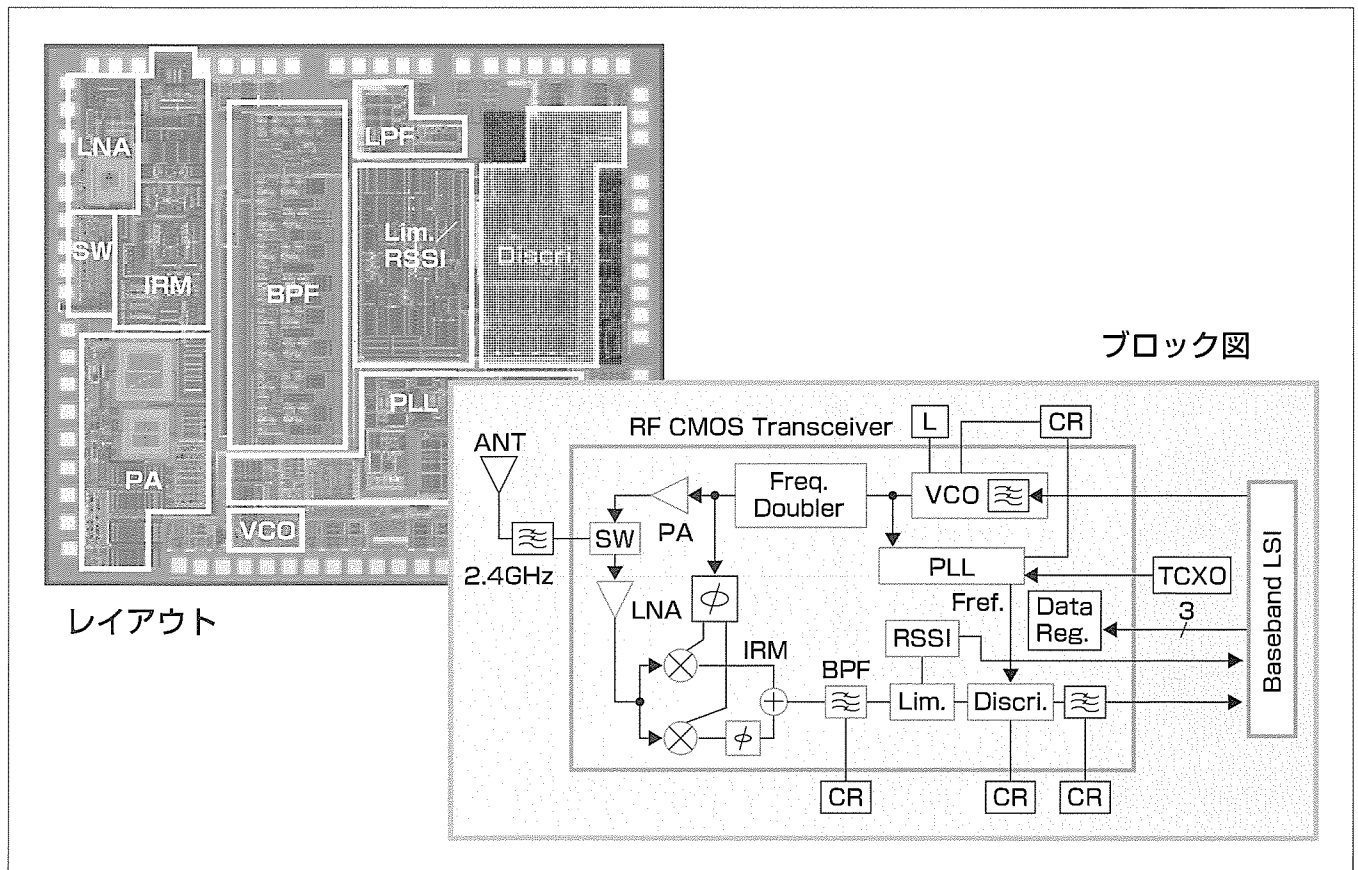 LNA
SW
IRM
BPF
LPF
Lim.
RSSI
Discri.
PLL
PA
VCO
レイアウト
ブロック図
RF CMOS Transceiver
L
CR
ANT
2.4GHz
SW
PA
Freq.
Doubler
VCO
PLL
TCXO
Fref.
Data
Reg.
3
Baseband LSI
LNA
φ
IRM
RSSI
BPF
Lim.
Discri.
φ
CR
CR
CR